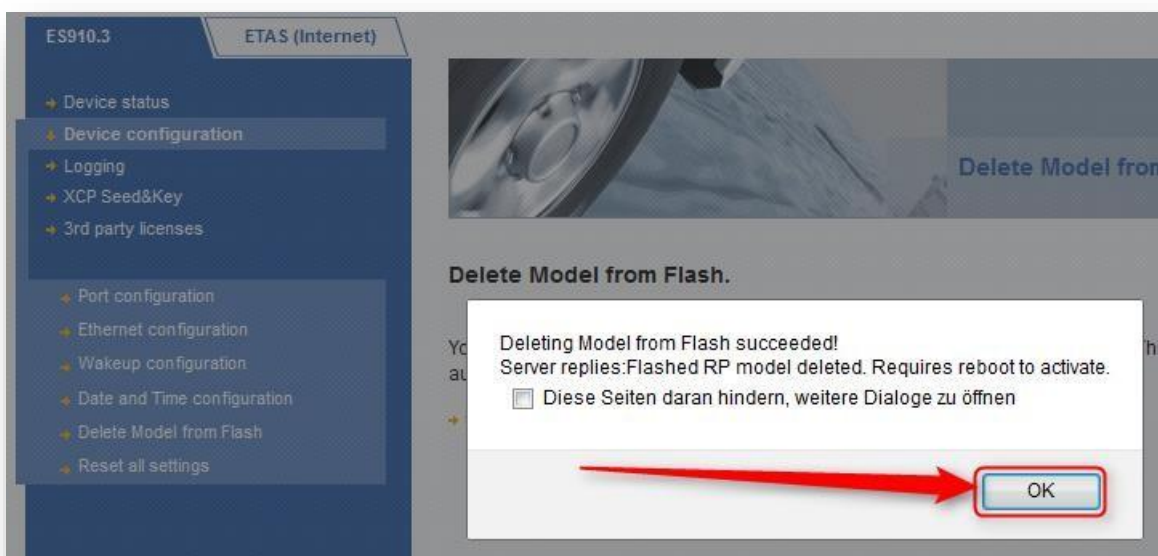 ES910.3
ETAS (Internet)
Device status
Device configuration
Logging
XCP Seed&Key
3rd party licenses
Port configuration
Ethernet configuration
Wakeup configuration
Date and Time configuration
Delete Model from Flash
Reset all settings
Delete Model from
Delete Model from Flash.
Deleting Model from Flash succeeded!
Server replies:Flashed RP model deleted. Requires reboot to activate.
Diese Seiten daran hindern, weitere Dialoge zu öffnen
OK